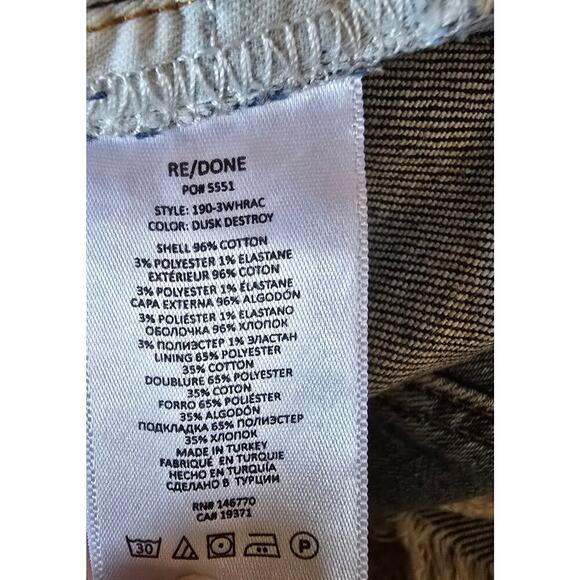 RE/DONE
PO# 5551
STYLE: 190-3WHRAC
COLOR: DUSK DESTROY
SHELL 96% COTTON
3% POLYESTER 1% ELASTANE
EXTÉRIEUR 96% COTON
3% POLYESTER 1% ÉLASTANE
CAPA EXTERNA 96% ALGODÓN
3% POLIÉSTER 1% ELASTANO
ОБОЛОЧКА 96% ХЛОПОК
3% ПОЛИЭСТЕР 1% ЭЛАСТАН
LINING 65% POLYESTER
35% COTTON
DOUBLURE 65% POLYESTER
35% COTON
FORRO 65% POLIÉSTER
35% ALGODÓN
ПОДКЛАДКА 65% ПОЛИЭСТЕР
35% ХЛОПОК
MADE IN TURKEY
FABRIQUÉ EN TURQUIE
HECHO EN TURQUÍA
СДЕЛАНО В ТУРЦИИ
RN# 146770
CA# 19371
30 P